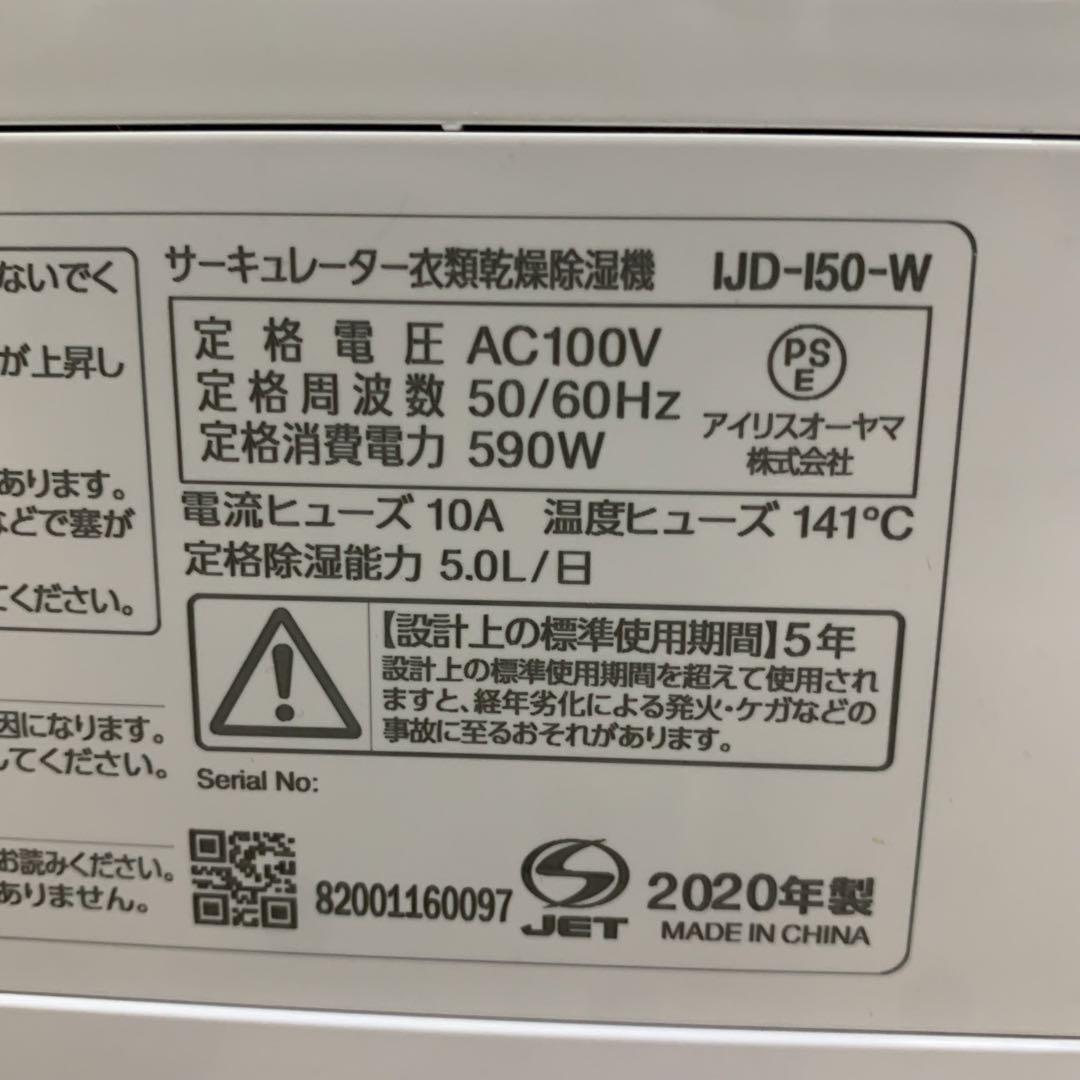 ないでく
が上昇し
あります。
などで塞が
てください。
因になります。
してください。
お読みください。
ありません。
サーキュレーター衣類乾燥除湿機 IJD-I50-W
定格電圧 AC100V
定格周波数 50/60Hz
定格消費電力 590W
PS
E
アイリスオーヤマ
株式会社
電流ヒューズ 10A 温度ヒューズ 141℃
定格除湿能力 5.0L/日
【設計上の標準使用期間】5年
設計上の標準使用期間を超えて使用され
ますと、経年劣化による発火・ケガなどの
事故に至るおそれがあります。
Serial No:
82001160097
JET
2020年製
MADE IN CHINA